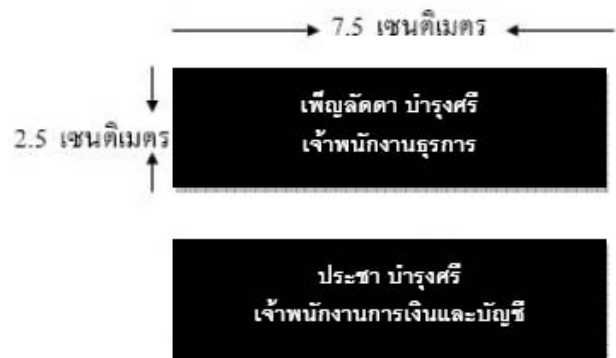 7.5 เซนติเมตร
เพ็ญลัดดา บำรุงศรี
2.5 เซนติเมตร
เจ้าพนักงานธุรการ
ประชา บำรุงศรี
เจ้าพนักงานการเงินและบัญชี